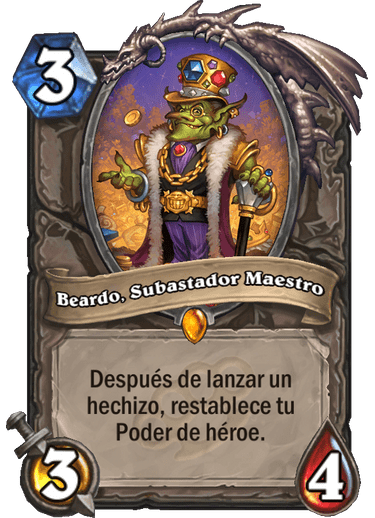 3
Beardo, Subastador Maestro
Después de lanzar un
hechizo, restablece tu
Poder de héroe.
3
4